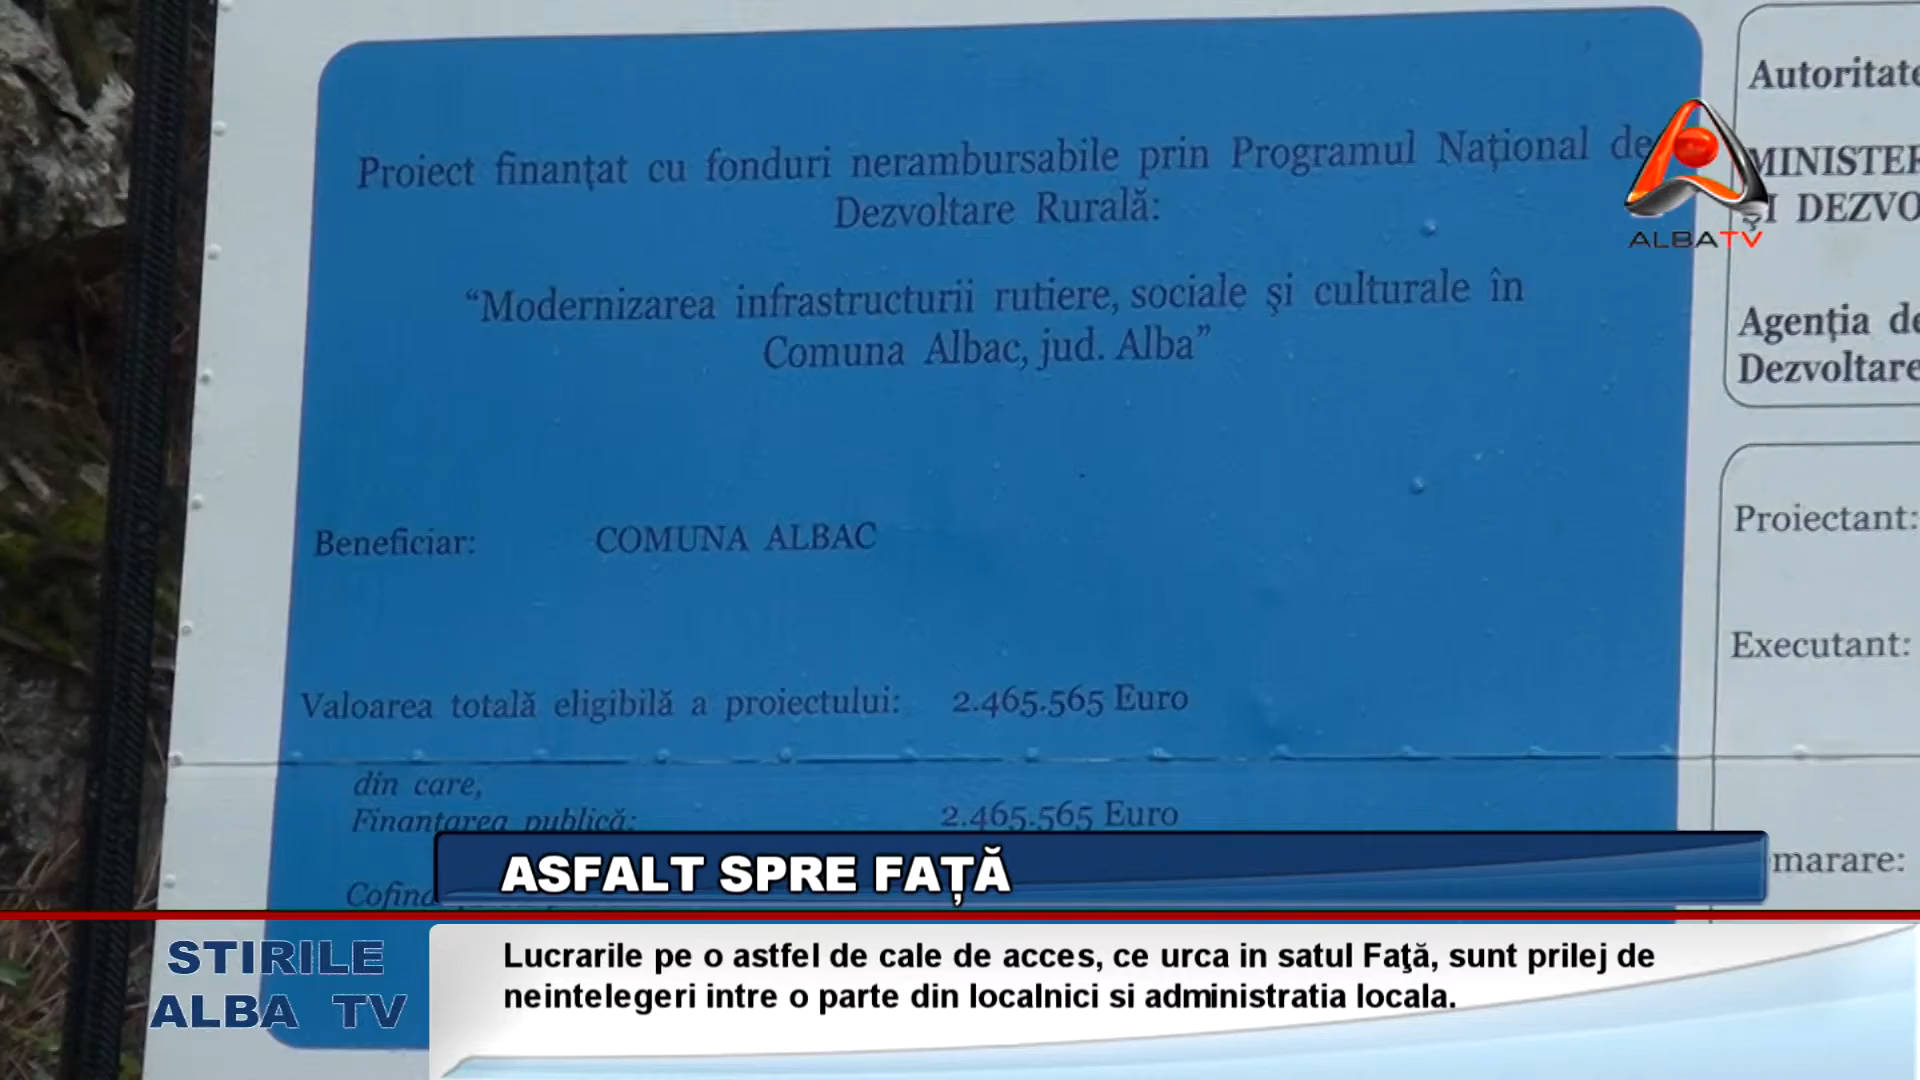 Proiect finanțat cu fonduri nerambursabile prin Programul Național de
Dezvoltare Rurală:
“Modernizarea infrastructurii rutiere, sociale și culturale în
Comuna Albac, jud. Alba”
Beneficiar: COMUNA ALBAC
Valoarea totală eligibilă a proiectului: 2.465.565 Euro
din care,
Finanțarea publică: 2.465.565 Euro
Autoritate
MINISTER
ȘI DEZVO
Agenția de
Dezvoltare
Proiectant:
Executant:
marare:
ALBA TV
ASFALT SPRE FAȚĂ
STIRILE
ALBA TV
Lucrarile pe o astfel de cale de acces, ce urca in satul Faţă, sunt prilej de
neintelegeri intre o parte din localnici si administratia locala.